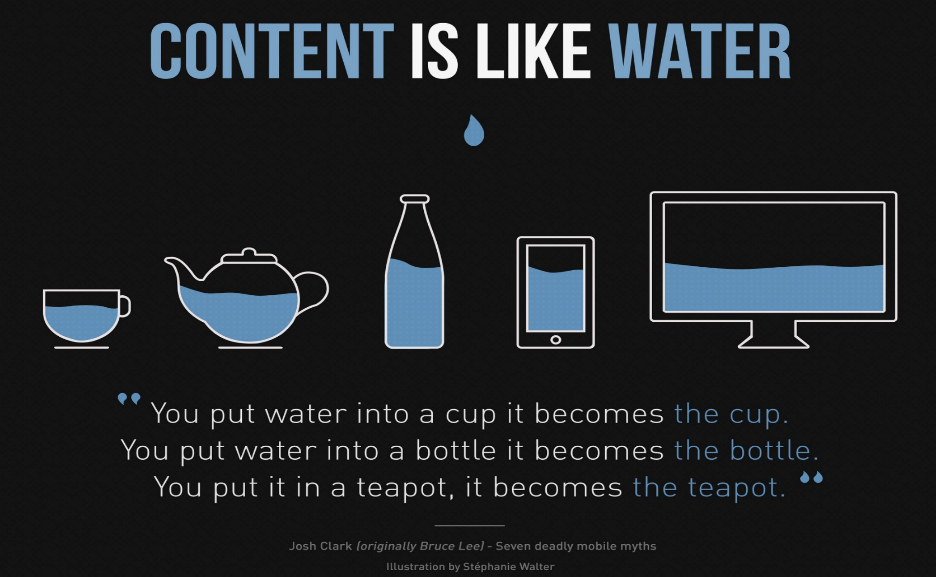 CONTENT IS LIKE WATER
You put water into a cup it becomes the cup.
You put water into a bottle it becomes the bottle.
You put it in a teapot, it becomes the teapot.
Josh Clark (originally Bruce Lee) - Seven deadly mobile myths
Illustration by Stéphanie Walter